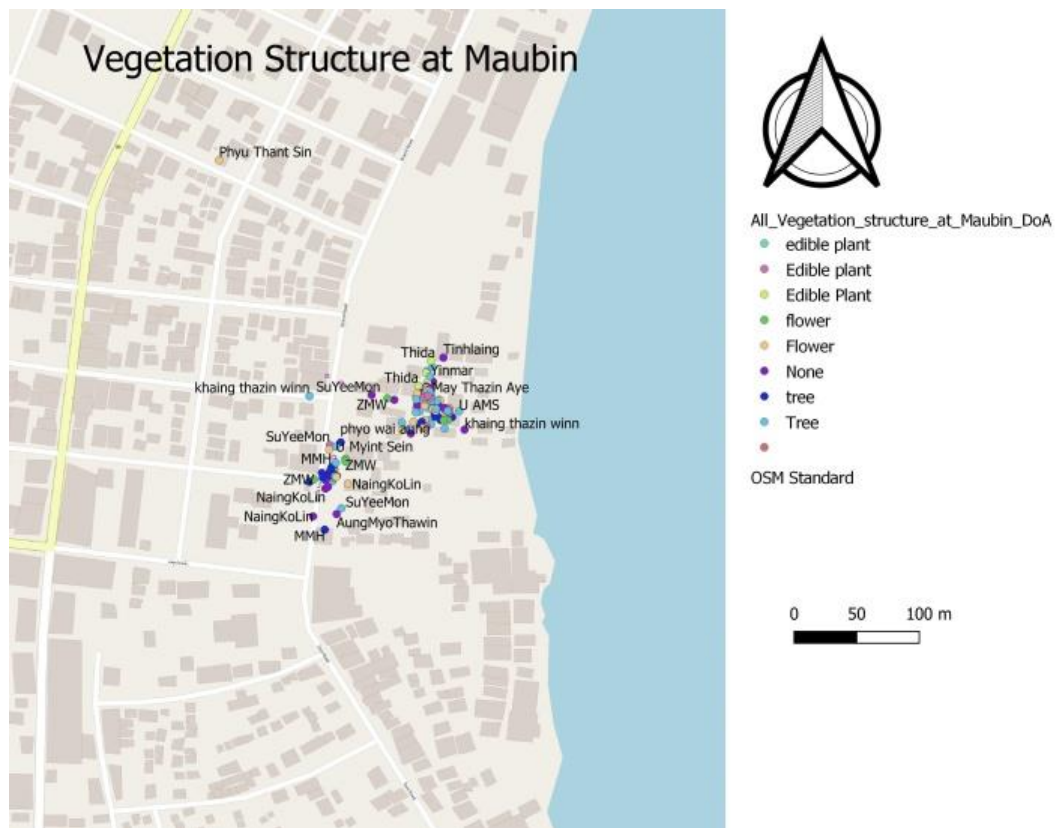 Vegetation Structure at Maubin
Phyu Thant Sin
Thida
Tinhlaing
Yinmar
Thida
May Thazin Aye
khaing thazin winn
SuYeeMon
ZMW
U AMS
khaing thazin winn
phyo wai aung
SuYeeMon
U Myint Sein
MMH
ZMW
ZMW
NaingKoLin
NaingKoLin
SuYeeMon
NaingKoLin
AungMyoThawin
MMH
All_Vegetation_structure_at_Maubin_DoA
edible plant
Edible plant
Edible Plant
flower
Flower
None
tree
Tree
OSM Standard
0 50 100 m